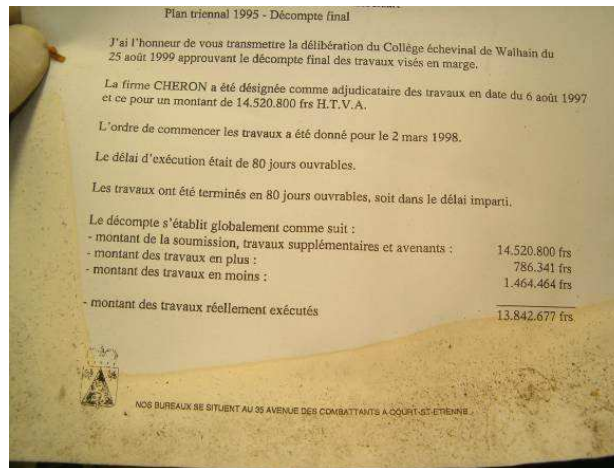 Plan triennal 1995 - Décompte final
J'ai l'honneur de vous transmettre la délibération du Collège échevinal de Walhain du
25 août 1999 approuvant le décompte final des travaux visés en marge.
La firme CHERON a été désignée comme adjudicataire des travaux en date du 6 août 1997
et ce pour un montant de 14.520.800 frs H.T.V.A.
L'ordre de commencer les travaux a été donné pour le 2 mars 1998.
Le délai d'exécution était de 80 jours ouvrables.
Les travaux ont été terminés en 80 jours ouvrables, soit dans le délai imparti.
Le décompte s'établit globalement comme suit :
- montant de la soumission, travaux supplémentaires et avenants : 14.520.800 frs
- montant des travaux en plus : 786.341 frs
- montant des travaux en moins : 1.464.464 frs
- montant des travaux réellement exécutés 13.842.677 frs
NOS BUREAUX SE SITUENT AU 35 AVENUE DES COMBATTANTS A COURT-ST-ETIENNE